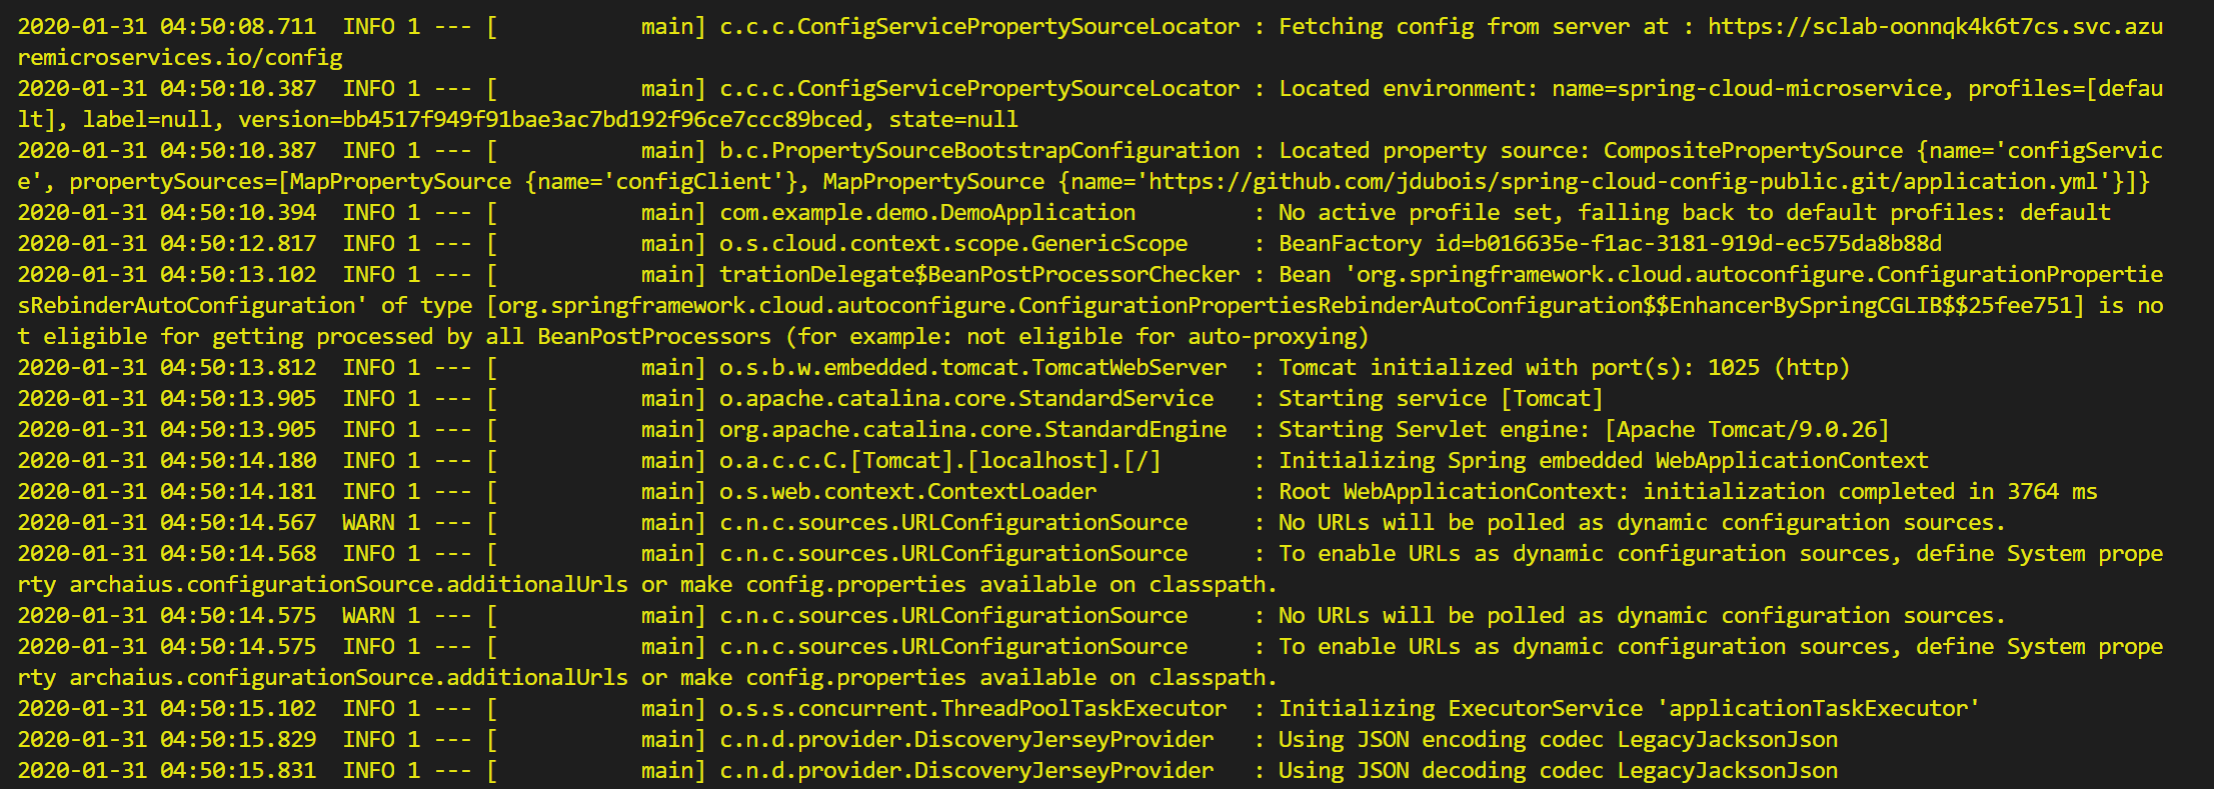 2020-01-31 04:50:08.711  INFO 1 --- [           main] c.c.c.ConfigServicePropertySourceLocator : Fetching config from server at : https://sclab-oonnqk4k6t7cs.svc.azu
remicroservices.io/config
2020-01-31 04:50:10.387  INFO 1 --- [           main] c.c.c.ConfigServicePropertySourceLocator : Located environment: name=spring-cloud-microservice, profiles=[defau
lt], label=null, version=bb4517f949f91bae3ac7bd192f96ce7ccc89bced, state=null
2020-01-31 04:50:10.387  INFO 1 --- [           main] b.c.PropertySourceBootstrapConfiguration : Located property source: CompositePropertySource {name='configServic
e', propertySources=[MapPropertySource {name='configClient'}, MapPropertySource {name='https://github.com/jdubois/spring-cloud-config-public.git/application.yml'}]}
2020-01-31 04:50:10.394  INFO 1 --- [           main] com.example.demo.DemoApplication         : No active profile set, falling back to default profiles: default
2020-01-31 04:50:12.817  INFO 1 --- [           main] o.s.cloud.context.scope.GenericScope     : BeanFactory id=b016635e-f1ac-3181-919d-ec575da8b88d
2020-01-31 04:50:13.102  INFO 1 --- [           main] trationDelegate$BeanPostProcessorChecker : Bean 'org.springframework.cloud.autoconfigure.ConfigurationPropertie
sRebinderAutoConfiguration' of type [org.springframework.cloud.autoconfigure.ConfigurationPropertiesRebinderAutoConfiguration$$EnhancerBySpringCGLIB$$25fee751] is no
t eligible for getting processed by all BeanPostProcessors (for example: not eligible for auto-proxying)
2020-01-31 04:50:13.812  INFO 1 --- [           main] o.s.b.w.embedded.tomcat.TomcatWebServer  : Tomcat initialized with port(s): 1025 (http)
2020-01-31 04:50:13.905  INFO 1 --- [           main] o.apache.catalina.core.StandardService   : Starting service [Tomcat]
2020-01-31 04:50:13.905  INFO 1 --- [           main] org.apache.catalina.core.StandardEngine  : Starting Servlet engine: [Apache Tomcat/9.0.26]
2020-01-31 04:50:14.180  INFO 1 --- [           main] o.a.c.c.C.[Tomcat].[localhost].[/]       : Initializing Spring embedded WebApplicationContext
2020-01-31 04:50:14.181  INFO 1 --- [           main] o.s.web.context.ContextLoader            : Root WebApplicationContext: initialization completed in 3764 ms
2020-01-31 04:50:14.567  WARN 1 --- [           main] c.n.c.sources.URLConfigurationSource     : No URLs will be polled as dynamic configuration sources.
2020-01-31 04:50:14.568  INFO 1 --- [           main] c.n.c.sources.URLConfigurationSource     : To enable URLs as dynamic configuration sources, define System prope
rty archaius.configurationSource.additionalUrls or make config.properties available on classpath.
2020-01-31 04:50:14.575  WARN 1 --- [           main] c.n.c.sources.URLConfigurationSource     : No URLs will be polled as dynamic configuration sources.
2020-01-31 04:50:14.575  INFO 1 --- [           main] c.n.c.sources.URLConfigurationSource     : To enable URLs as dynamic configuration sources, define System prope
rty archaius.configurationSource.additionalUrls or make config.properties available on classpath.
2020-01-31 04:50:15.102  INFO 1 --- [           main] o.s.s.concurrent.ThreadPoolTaskExecutor  : Initializing ExecutorService 'applicationTaskExecutor'
2020-01-31 04:50:15.829  INFO 1 --- [           main] c.n.d.provider.DiscoveryJerseyProvider   : Using JSON encoding codec LegacyJacksonJson
2020-01-31 04:50:15.831  INFO 1 --- [           main] c.n.d.provider.DiscoveryJerseyProvider   : Using JSON decoding codec LegacyJacksonJson